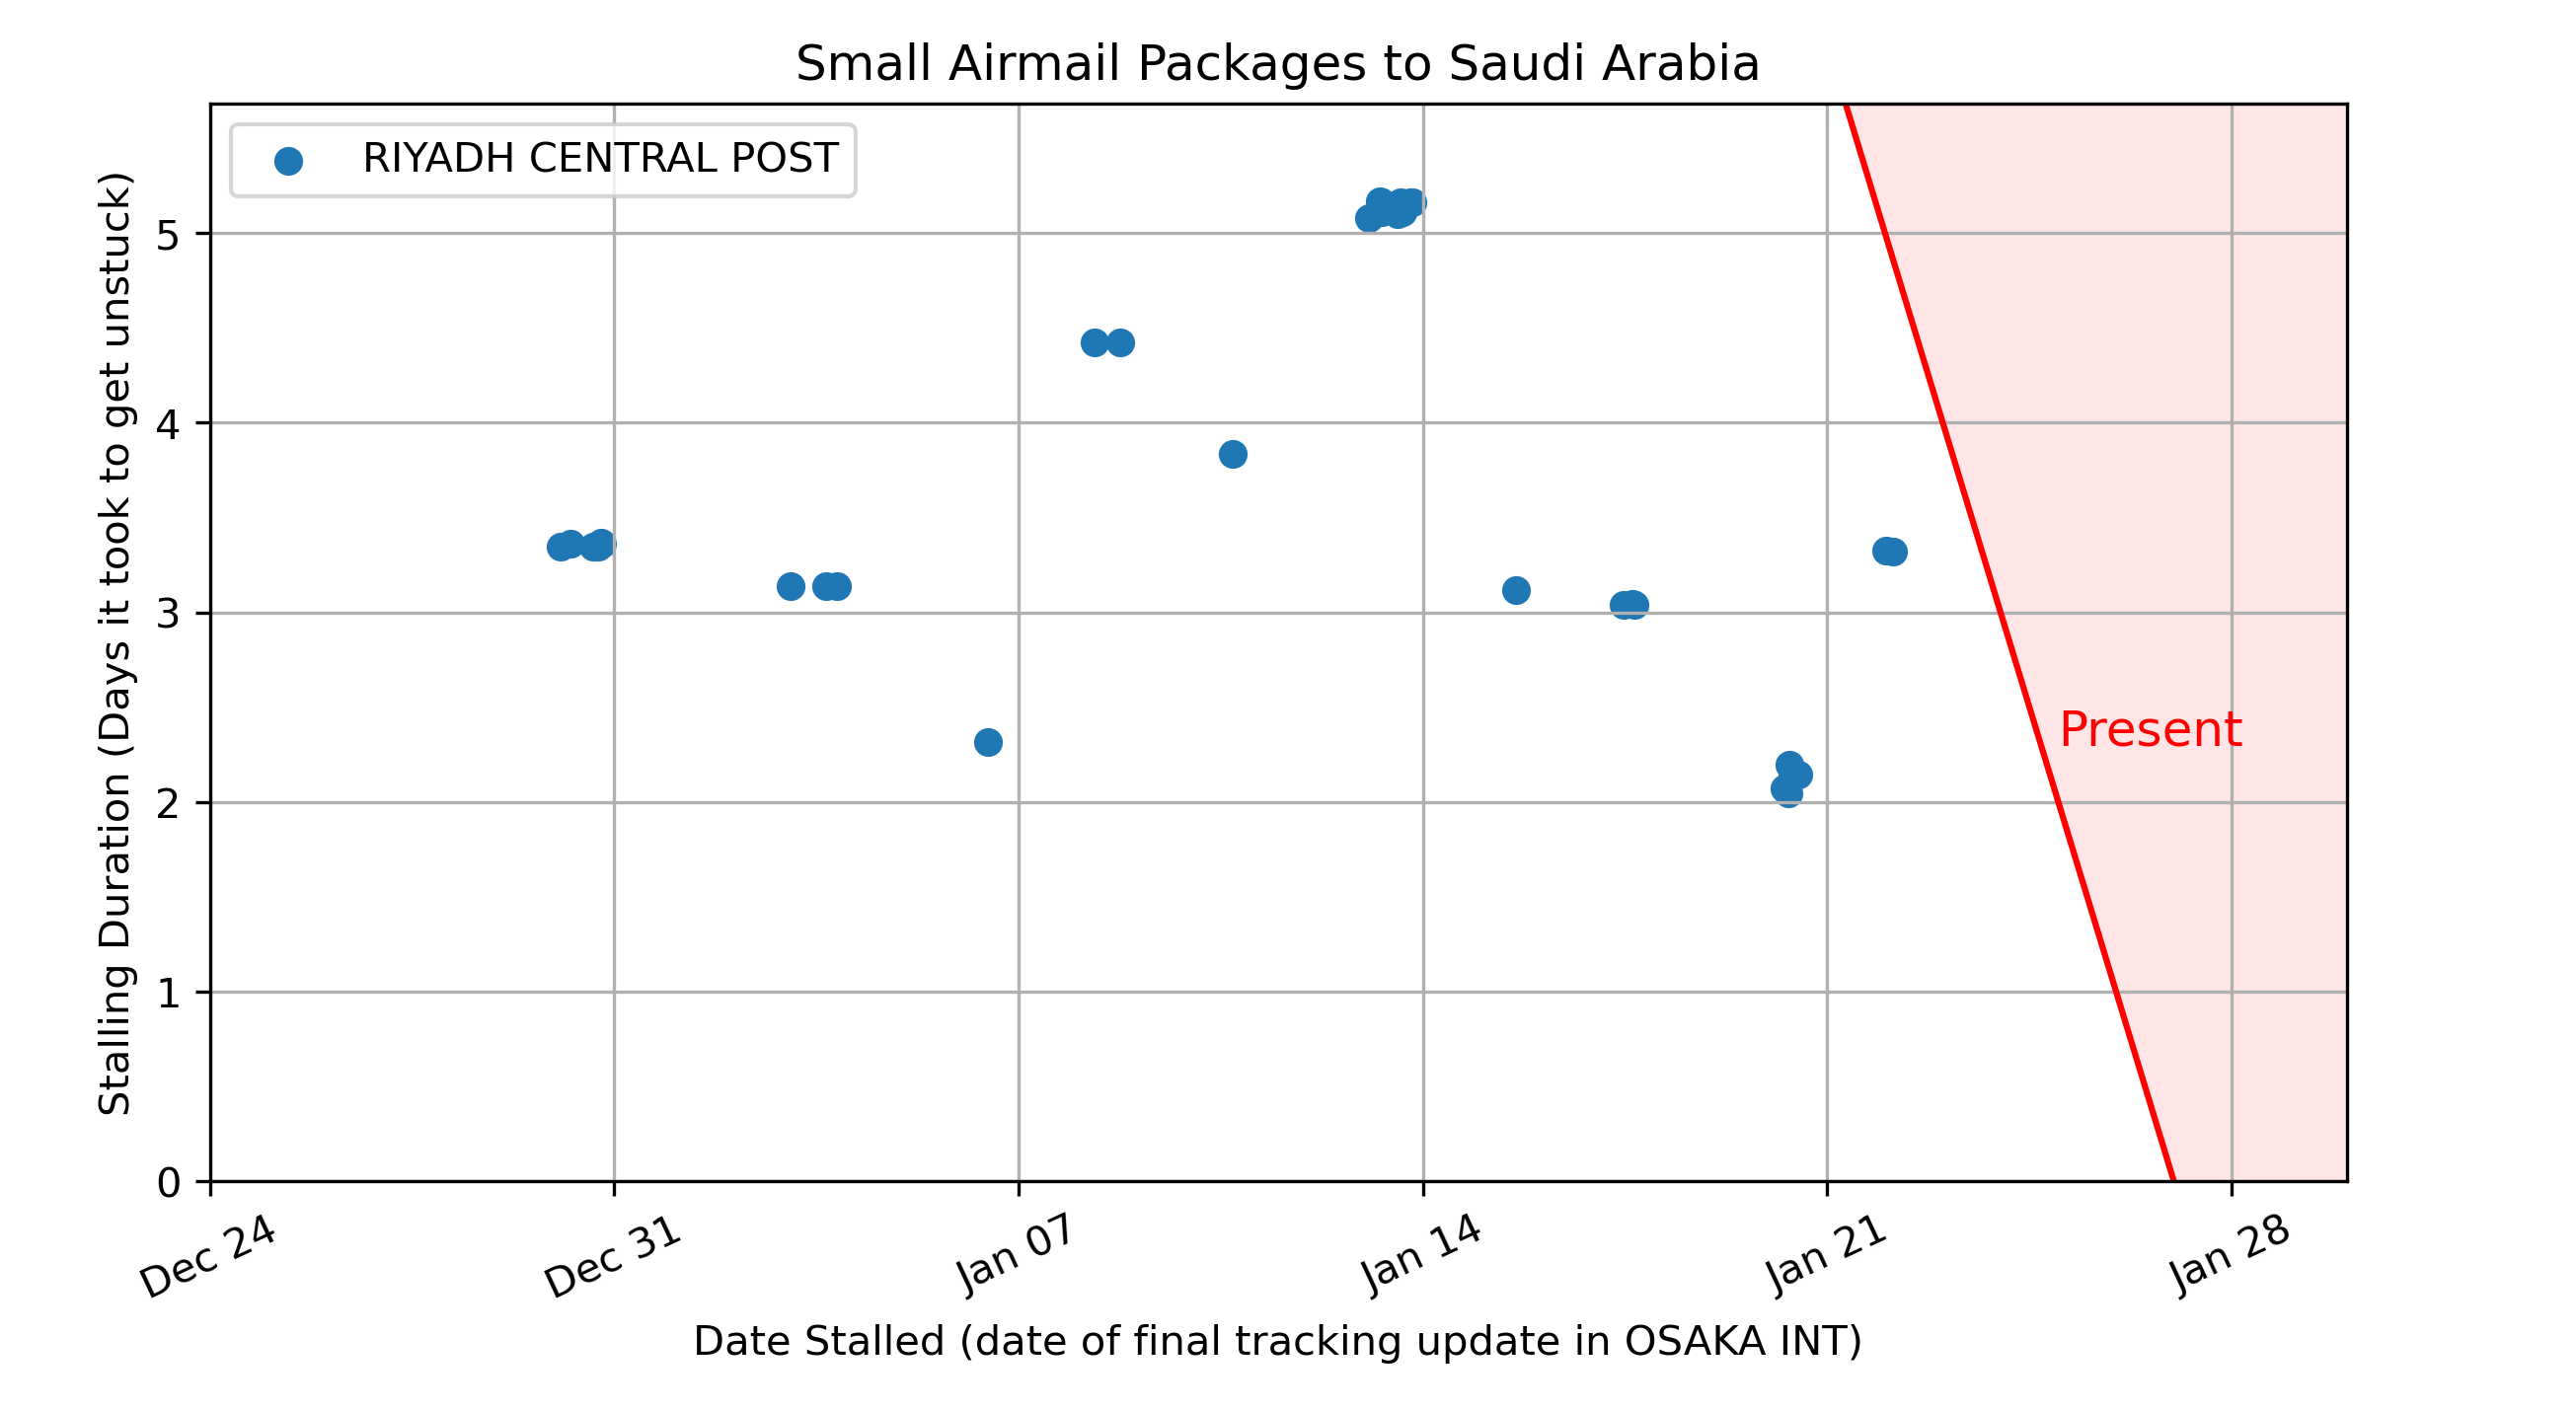 Small Airmail Packages to Saudi Arabia
RIYADH CENTRAL POST
Stalling Duration (Days it took to get unstuck)
5
4
3
2
1
0
Present
Dec 24
Dec 31
Jan 07
Jan 14
Jan 21
Jan 28
Date Stalled (date of final tracking update in OSAKA INT)